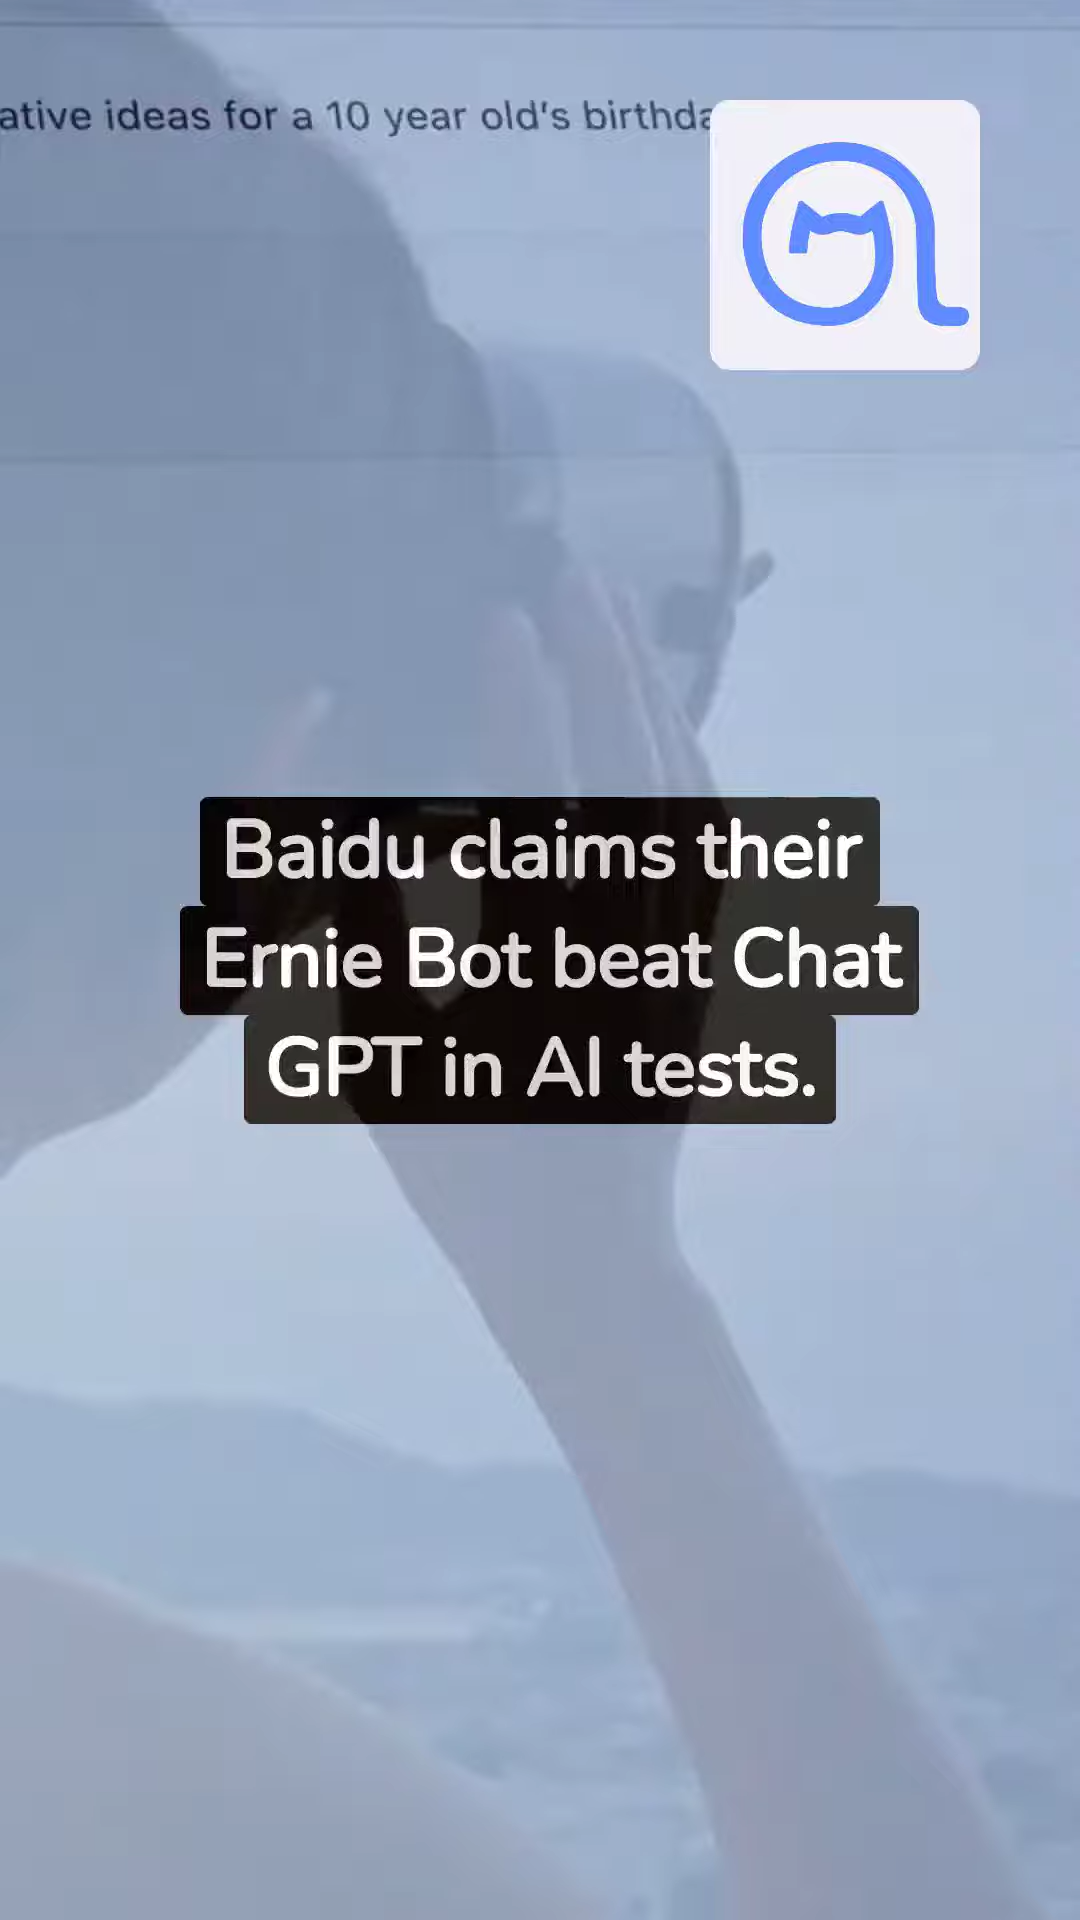 ative ideas for a 10 year old's birthda
Baidu claims their
Ernie Bot beat Chat
GPT in AI tests.